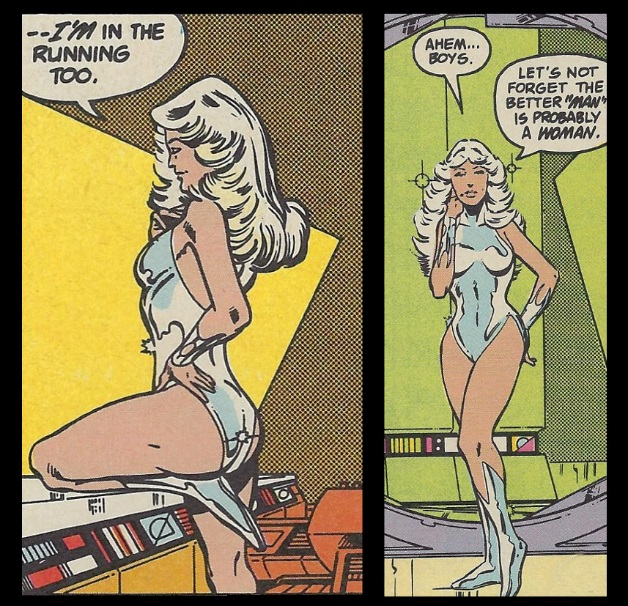 --I'M IN THE
RUNNING
TOO.
AHEM...
BOYS.
LET'S NOT
FORGET THE
BETTER "MAN"
IS PROBABLY
A WOMAN.